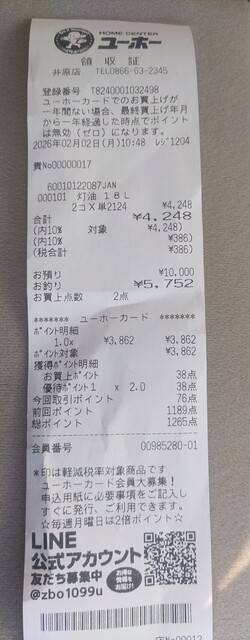 HOME CENTER
ユーホー
領収証
井原店 TEL0866-63-2345
登録番号 T8240001032498
ユーホーカードでのお買上げが
一年間ない場合、最終買上げ年月
から一年経過した時点でポイント
は無効(ゼロ)になります。
2026年02月02日(月)10:48 レジ1204
責No00000017
60010122087JAN
000101 灯油 18L
2コX単2124 ¥4,248
合計 ¥4,248
(内10% 対象 ¥4,248)
(内10% ¥386)
(税合計 ¥386)
お預り ¥10,000
お釣り ¥5,752
お買上点数 2点
******* ユーホーカード *******
ポイント明細
1.0x ¥3,862 ¥3,862
ポイント対象 ¥3,862
獲得ポイント明細
お買上ポイント 38点
優待ポイント1 x 2.0 38点
今回取引ポイント 76点
前回ポイント 1189点
総ポイント 1265点
会員番号 00985280-01
*印は軽減税率対象商品です
ユーホーカード会員大募集!
申込用紙に必要事項をご記入し
すぐに発行、ご利用できます。
☆毎週月曜日は2倍ポイント☆
LINE
公式アカウント
友だち募集中
@zbo1099u
お得な
情報を
お届け!